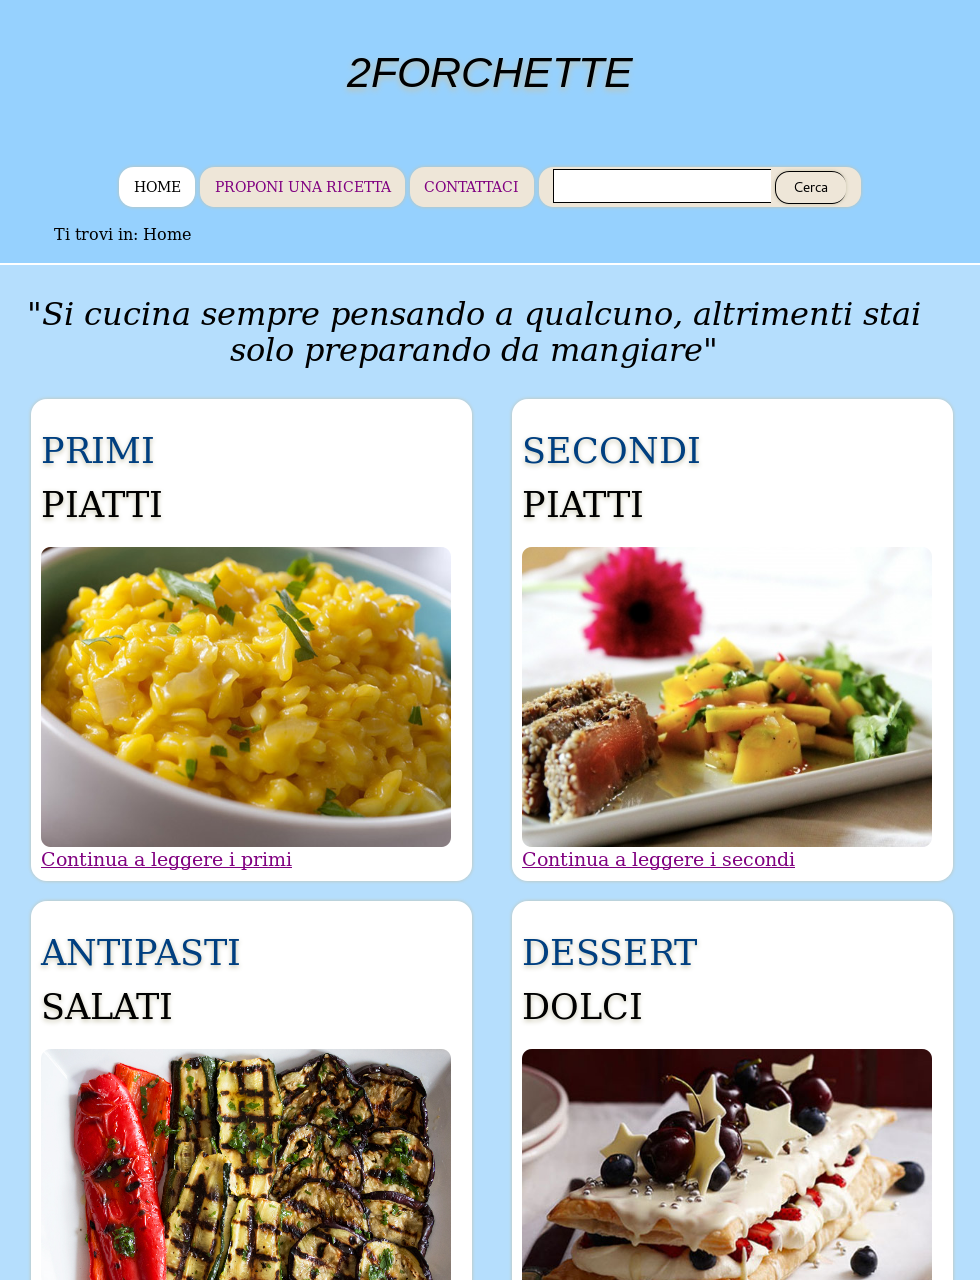 2FORCHETTE
HOME
PROPONI UNA RICETTA
CONTATTACI
Cerca
Ti trovi in: Home
"Si cucina sempre pensando a qualcuno, altrimenti stai
solo preparando da mangiare"
PRIMI
PIATTI
Continua a leggere i primi
SECONDI
PIATTI
Continua a leggere i secondi
ANTIPASTI
SALATI
DESSERT
DOLCI